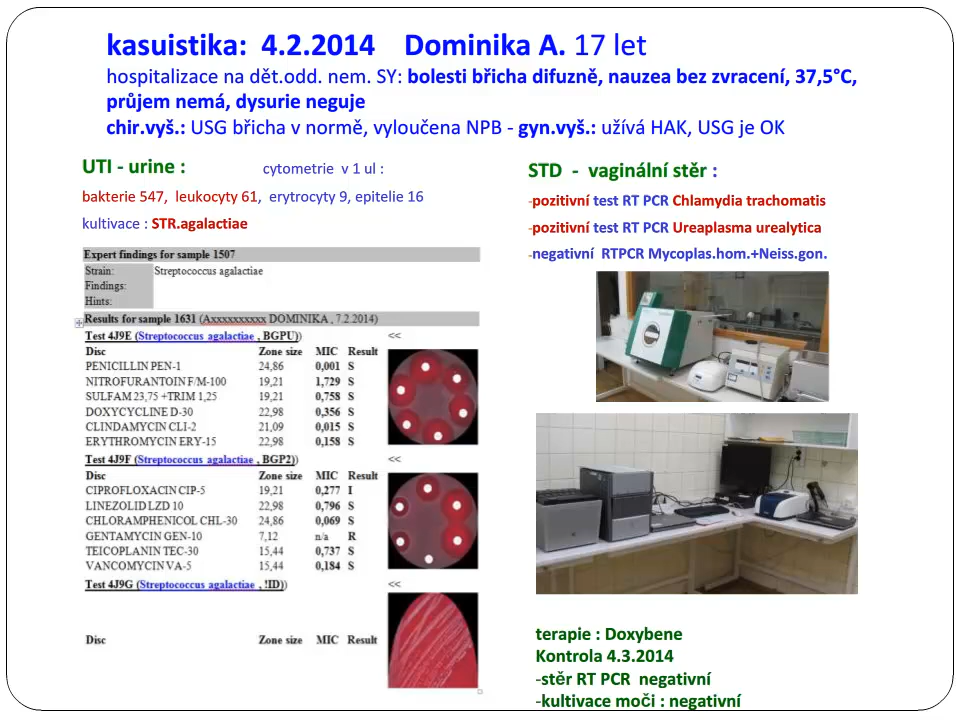 kasuistika: 4.2.2014 Dominika A. 17 let
hospitalizace na dět.odd. nem. SY: bolesti břicha difuzně, nauzea bez zvracení, 37,5°C,
průjem nemá, dysurie neguje
chir.vyš.: USG břicha v normě, vyloučena NPB - gyn.vyš.: užívá HAK, USG je OK
UTI - urine : cytometrie v 1 ul :
bakterie 547, leukocyty 61, erytrocyty 9, epitelie 16
kultivace : STR.agalactiae
Expert findings for sample 1507
Strain: Streptococcus agalactiae
Findings:
Hints:
Results for sample 1631 (Axxxxxxxxxx DOMINIKA , 7.2.2014)
Test 4J9E (Streptococcus agalactiae , BGPU)) <<
Disc Zone size MIC Result
PENICILLIN PEN-1 24,86 0,001 S
NITROFURANTOIN F/M-100 19,21 1,729 S
SULFAM 23,75 +TRIM 1,25 19,21 0,758 S
DOXYCYCLINE D-30 22,98 0,356 S
CLINDAMYCIN CLI-2 21,09 0,015 S
ERYTHROMYCIN ERY-15 22,98 0,158 S
Test 4J9F (Streptococcus agalactiae , BGP2)) <<
Disc Zone size MIC Result
CIPROFLOXACIN CIP-5 19,21 0,277 I
LINEZOLID LZD 10 22,98 0,796 S
CHLORAMPHENICOL CHL-30 24,86 0,069 S
GENTAMYCIN GEN-10 7,12 n/a R
TEICOPLANIN TEC-30 15,44 0,737 S
VANCOMYCIN VA-5 15,44 0,184 S
Test 4J9G (Streptococcus agalactiae , !ID)) <<
Disc Zone size MIC Result
STD - vaginální stěr :
-pozitivní test RT PCR Chlamydia trachomatis
-pozitivní test RT PCR Ureaplasma urealytica
-negativní RTPCR Mycoplas.hom.+Neiss.gon.
terapie : Doxybene
Kontrola 4.3.2014
-stěr RT PCR negativní
-kultivace moči : negativní